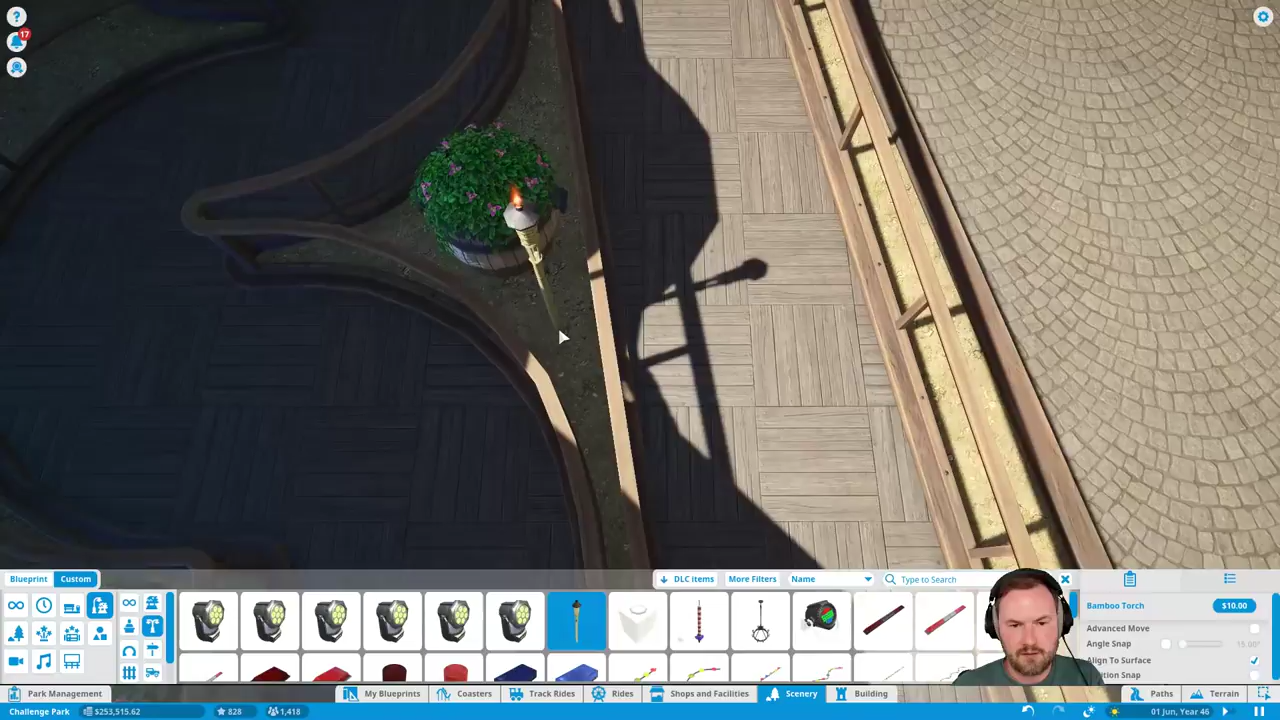 ?
17
Blueprint
Custom
DLC items
More Filters
Name
Type to Search
Bamboo Torch
$10.00
Advanced Move
Angle Snap
15.00°
Align To Surface
Park Management
My Blueprints
Coasters
Track Rides
Rides
Shops and Facilities
Scenery
Building
Paths
Terrain
Challenge Park
$253,515.62
828
1,418
01 Jun, Year 46